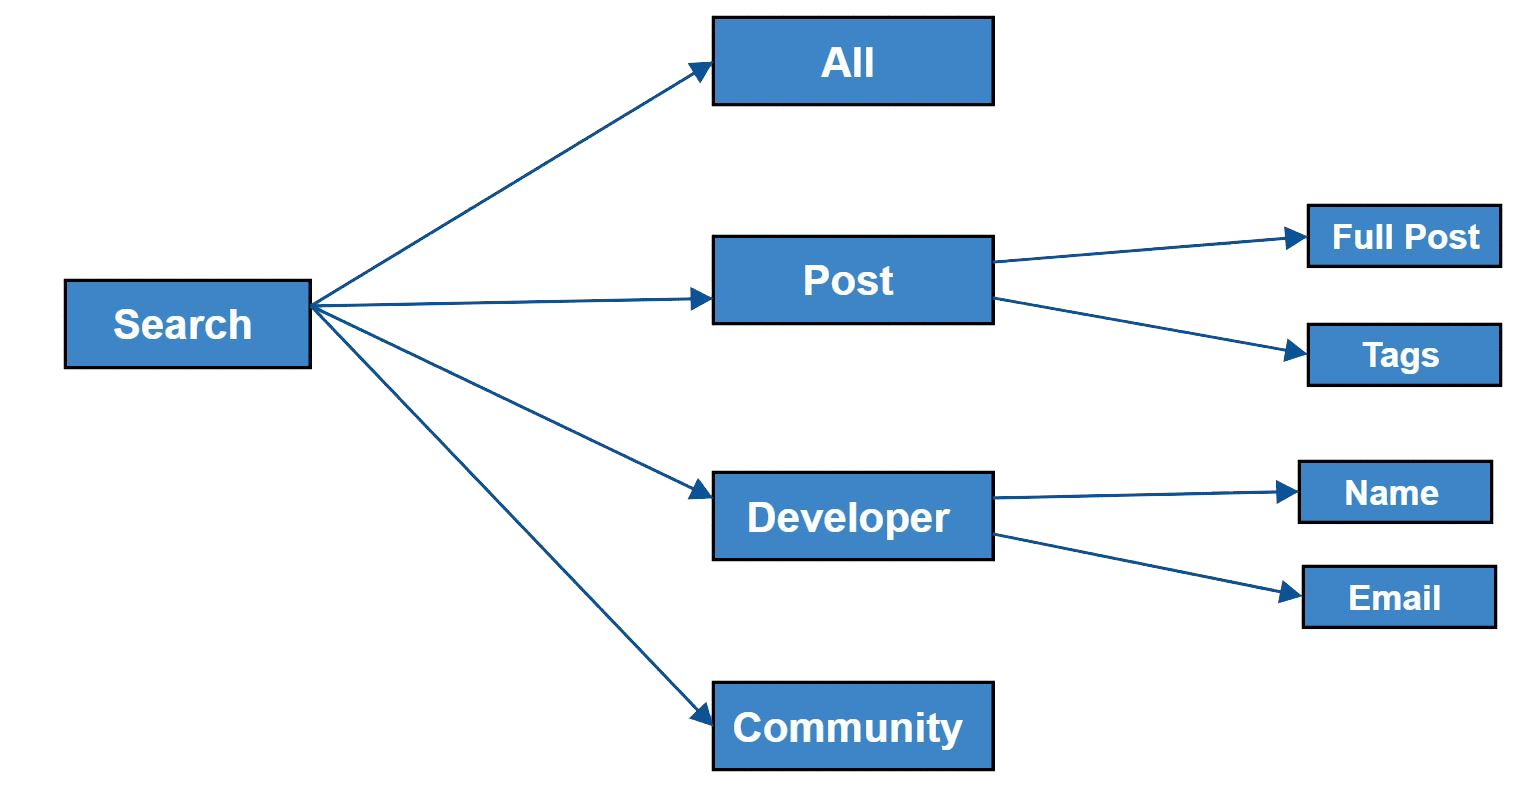 All
Full Post
Post
Search
Tags
Name
Developer
Email
Community